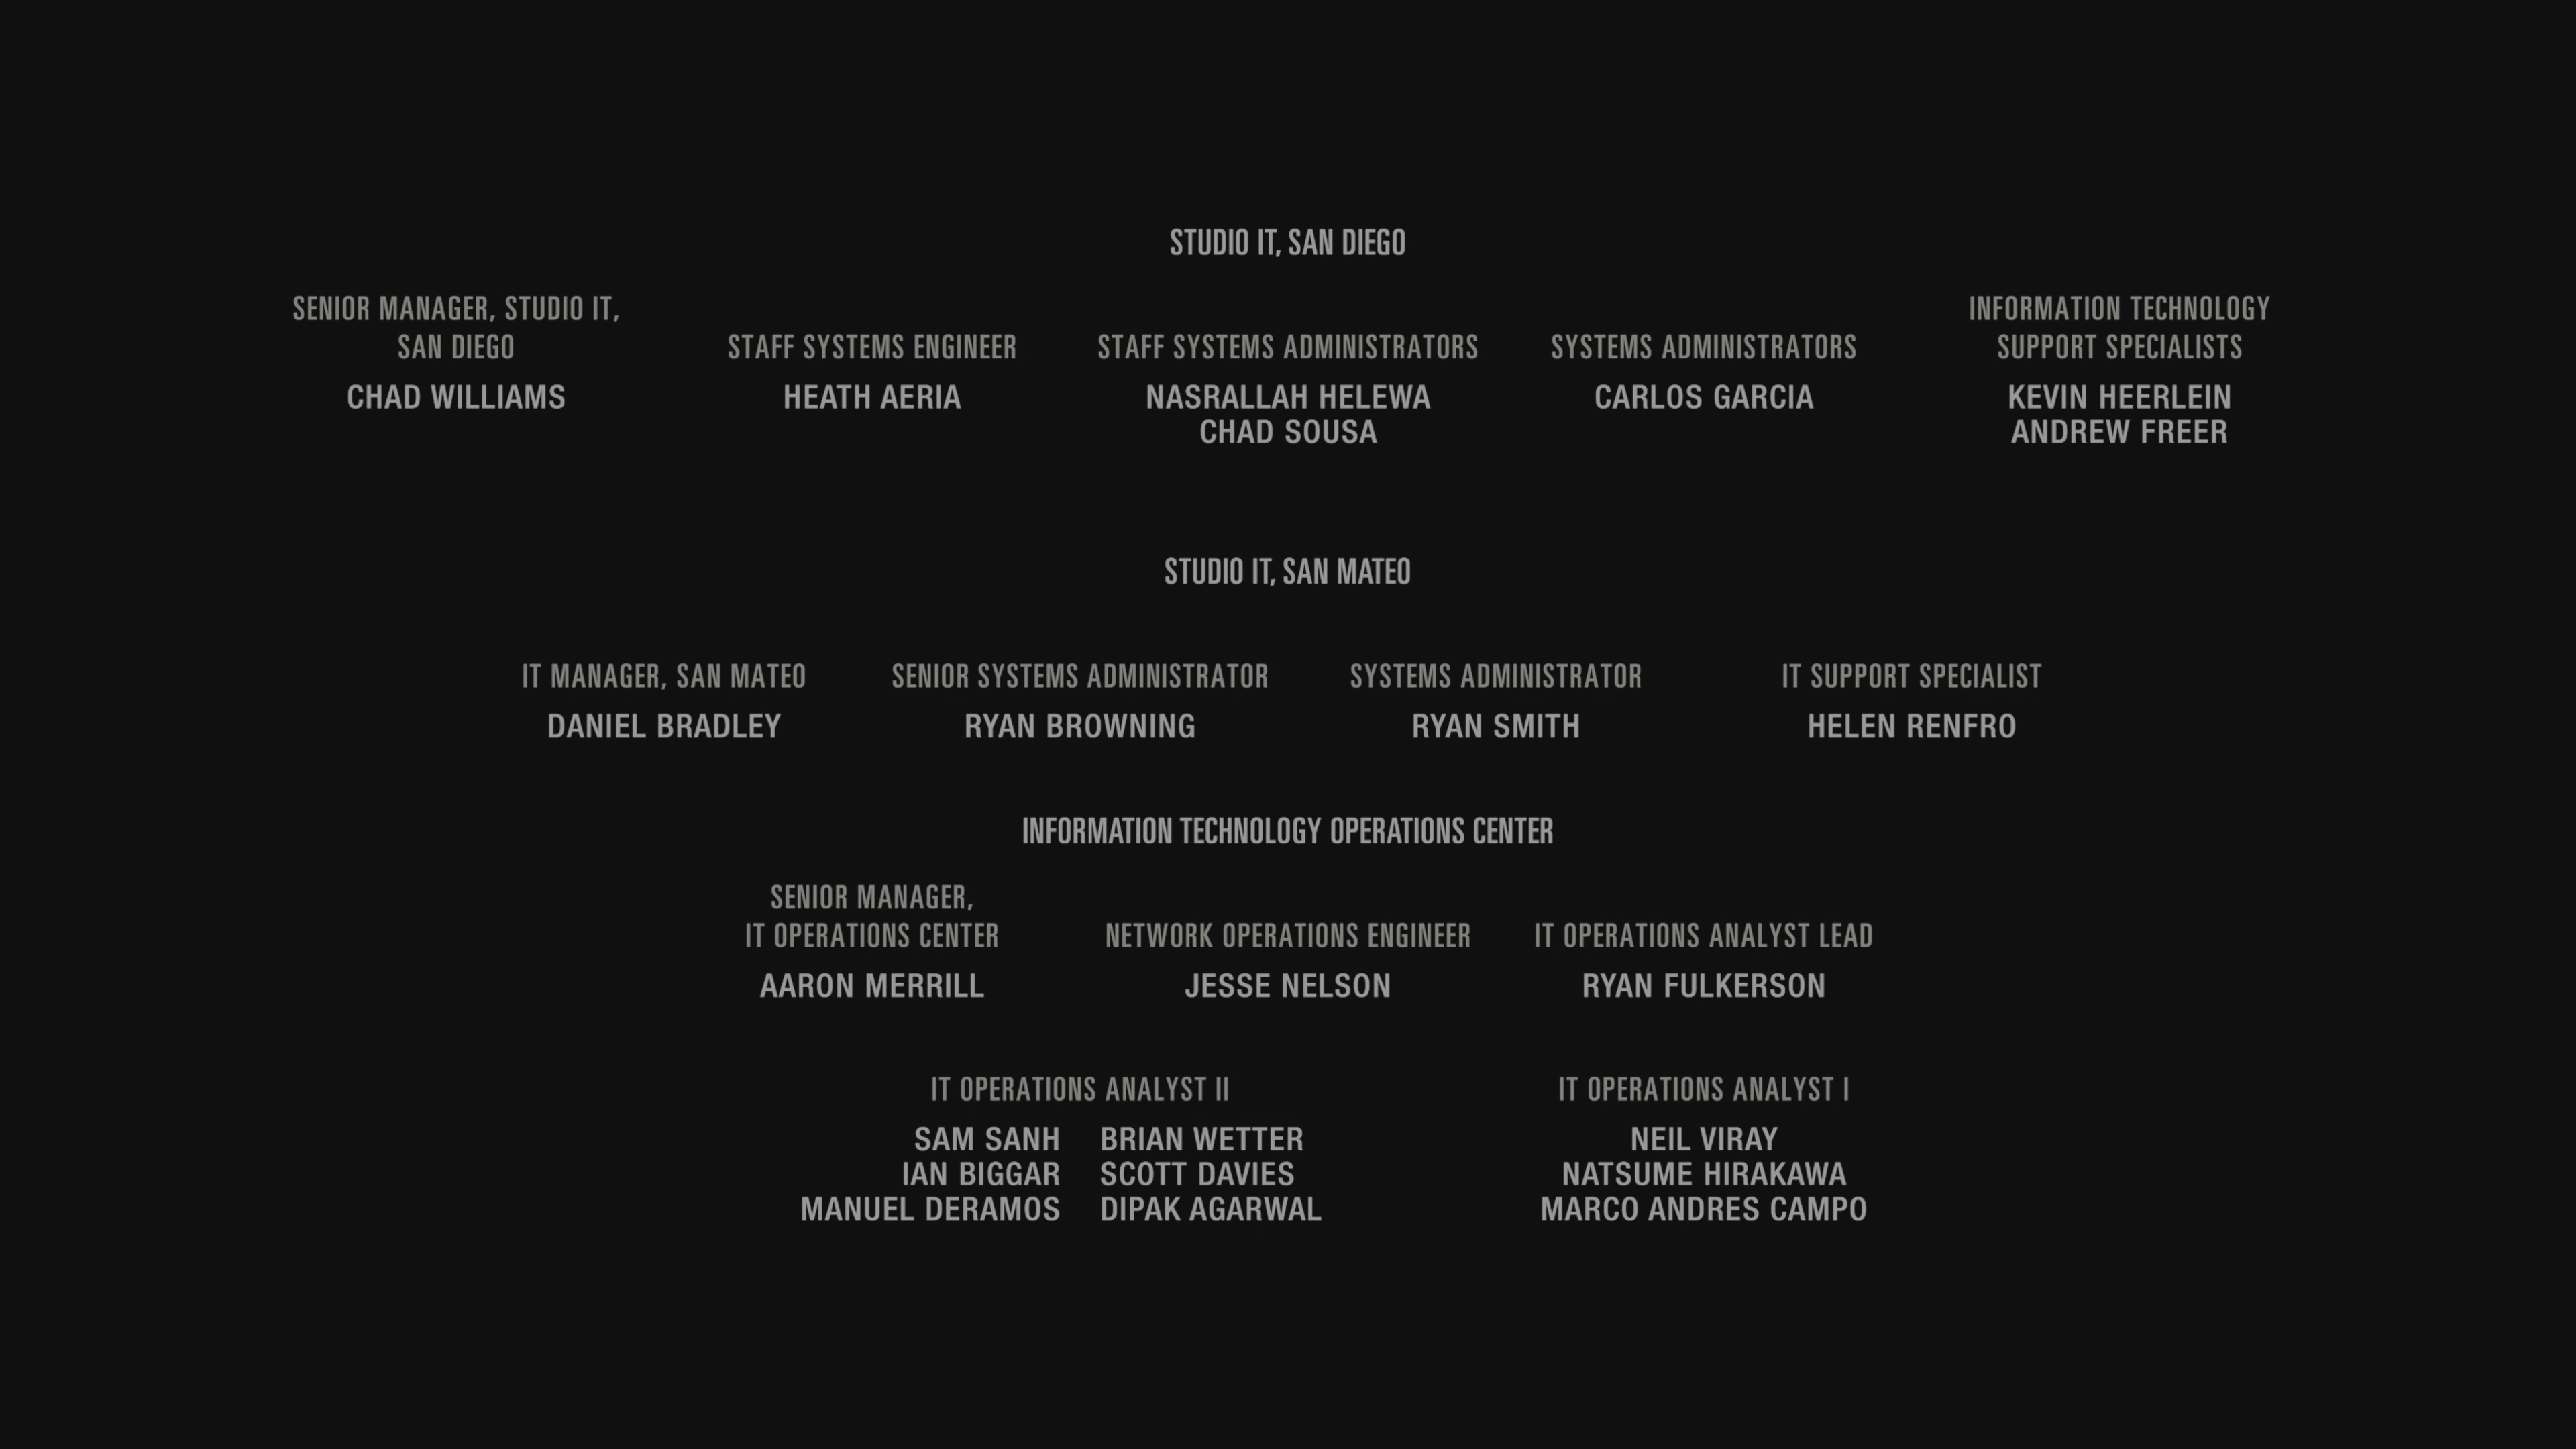 STUDIO IT, SAN DIEGO
SENIOR MANAGER, STUDIO IT,
SAN DIEGO
CHAD WILLIAMS
STAFF SYSTEMS ENGINEER
HEATH AERIA
STAFF SYSTEMS ADMINISTRATORS
NASRALLAH HELEWA
CHAD SOUSA
SYSTEMS ADMINISTRATORS
CARLOS GARCIA
INFORMATION TECHNOLOGY
SUPPORT SPECIALISTS
KEVIN HEERLEIN
ANDREW FREER
STUDIO IT, SAN MATEO
IT MANAGER, SAN MATEO
DANIEL BRADLEY
SENIOR SYSTEMS ADMINISTRATOR
RYAN BROWNING
SYSTEMS ADMINISTRATOR
RYAN SMITH
IT SUPPORT SPECIALIST
HELEN RENFRO
INFORMATION TECHNOLOGY OPERATIONS CENTER
SENIOR MANAGER,
IT OPERATIONS CENTER
AARON MERRILL
NETWORK OPERATIONS ENGINEER
JESSE NELSON
IT OPERATIONS ANALYST LEAD
RYAN FULKERSON
IT OPERATIONS ANALYST II
SAM SANH BRIAN WETTER
IAN BIGGAR SCOTT DAVIES
MANUEL DERAMOS DIPAK AGARWAL
IT OPERATIONS ANALYST I
NEIL VIRAY
NATSUME HIRAKAWA
MARCO ANDRES CAMPO